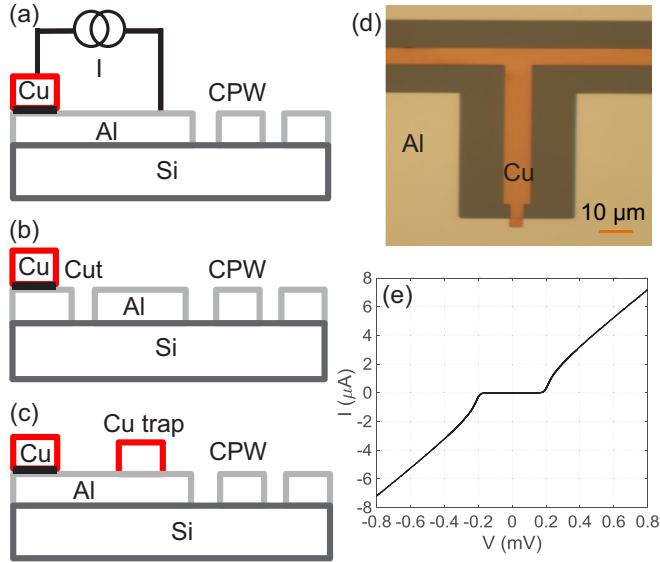 (a)
I
Cu
CPW
Al
Si
(b)
Cu
Cut
CPW
Al
Si
(c)
Cu trap
Cu
CPW
Al
Si
(d)
Al
Cu
10 μm
(e)
8
6
4
2
0
-2
-4
-6
-8
I (μA)
-0.8 -0.6 -0.4 -0.2 0 0.2 0.4 0.6 0.8
V (mV)